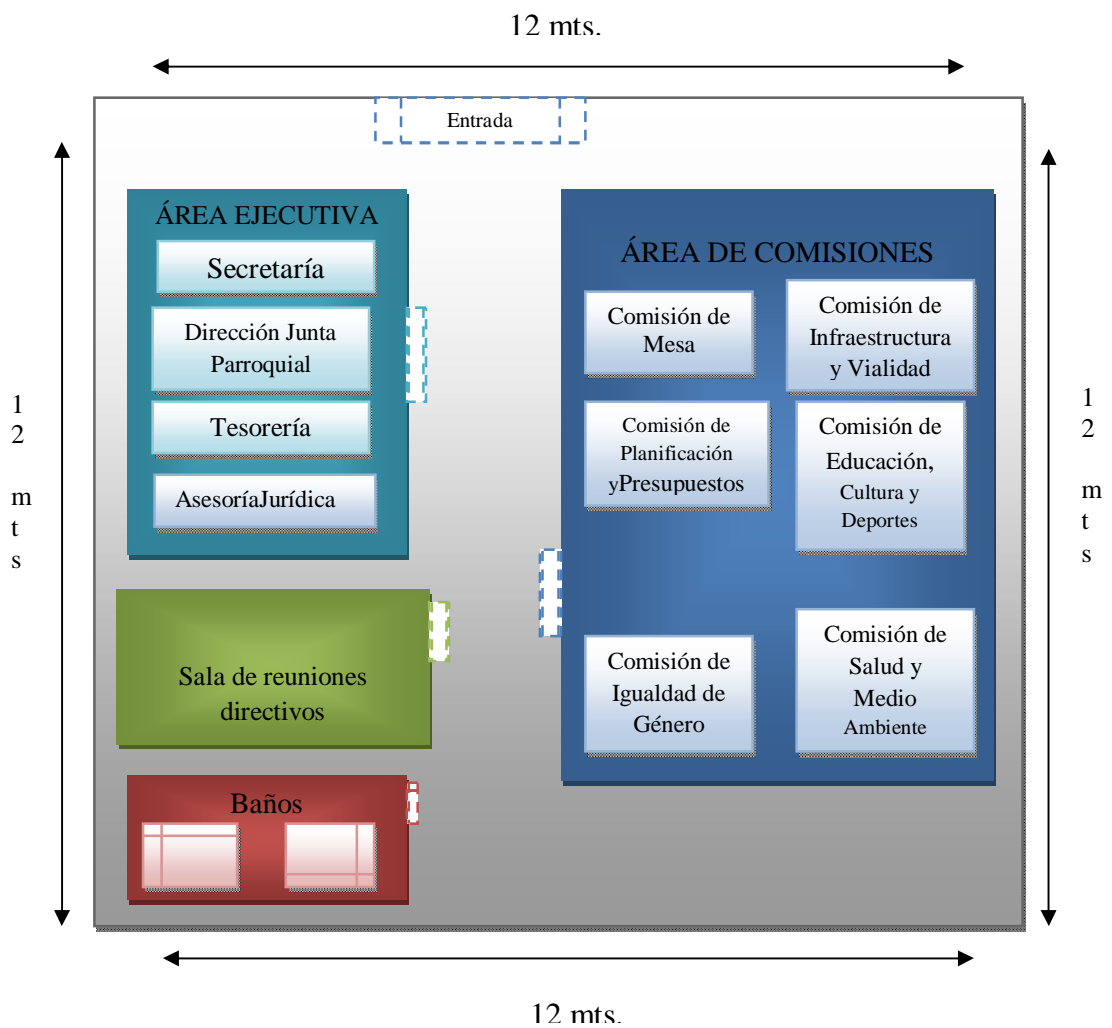 12 mts.
Entrada
ÁREA EJECUTIVA
Secretaría
Dirección Junta
Parroquial
Tesorería
AsesoríaJurídica
ÁREA DE COMISIONES
Comisión de
Mesa
Comisión de
Infraestructura
y Vialidad
Comisión de
Planificación
yPresupuestos
Comisión de
Educación,
Cultura y
Deportes
Comisión de
Igualdad de
Género
Comisión de
Salud y
Medio
Ambiente
1
2
m
t
s
1
2
m
t
s
Sala de reuniones
directivos
Baños
12 mts.